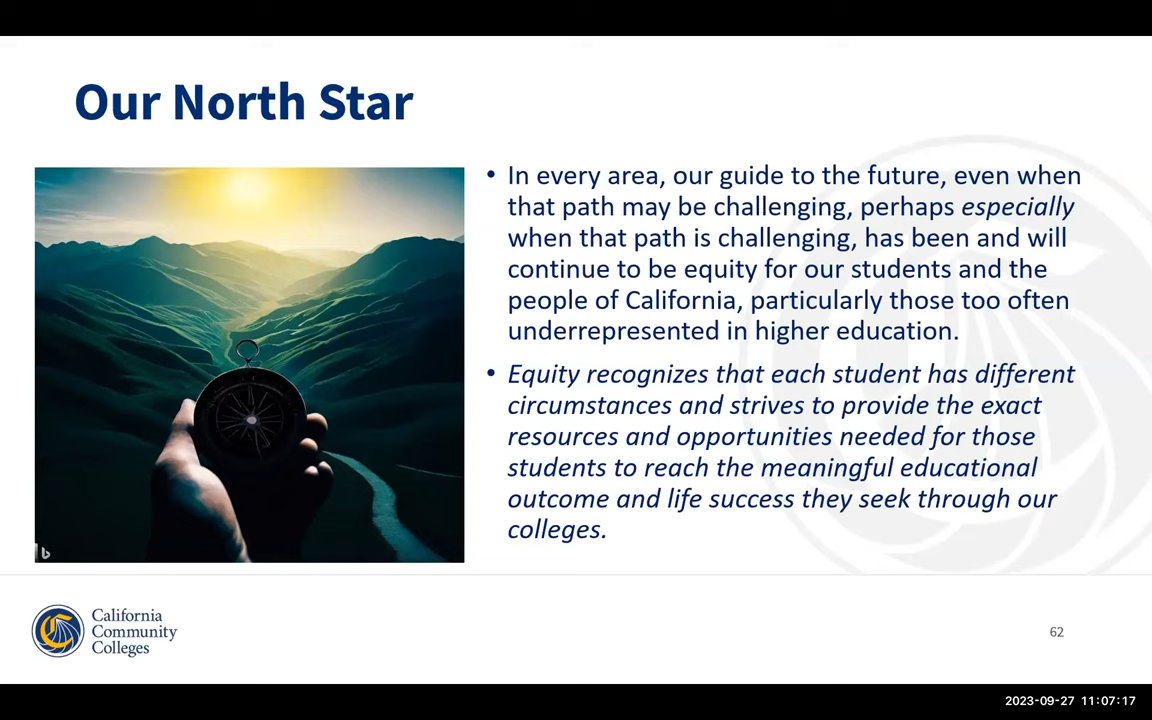 Our North Star
• In every area, our guide to the future, even when
that path may be challenging, perhaps especially
when that path is challenging, has been and will
continue to be equity for our students and the
people of California, particularly those too often
underrepresented in higher education.
• Equity recognizes that each student has different
circumstances and strives to provide the exact
resources and opportunities needed for those
students to reach the meaningful educational
outcome and life success they seek through our
colleges.
b
California
Community
Colleges
62
2023-09-27 11:07:17